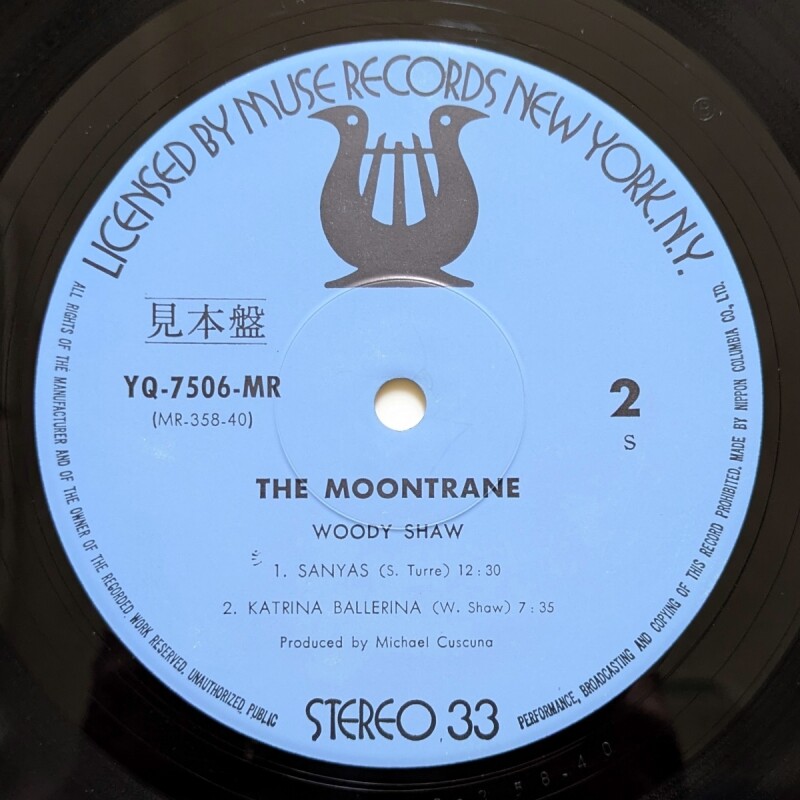 LICENSED BY MUSE RECORDS NEW YORK.N.Y.
見本盤
YQ-7506-MR
(MR-358-40)
2
S
THE MOONTRANE
WOODY SHAW
1. SANYAS (S. Turre) 12:30
2. KATRINA BALLERINA (W. Shaw) 7:35
Produced by Michael Cuscuna
STEREO 33
ALL RIGHTS OF THE MANUFACTURER AND OF THE OWNER OF THE RECORDED WORK RESERVED. UNAUTHORIZED PUBLIC
PERFORMANCE, BROADCASTING AND COPYING OF THIS RECORD PROHIBITED. MADE BY NIPPON COLUMBIA CO., LTD.